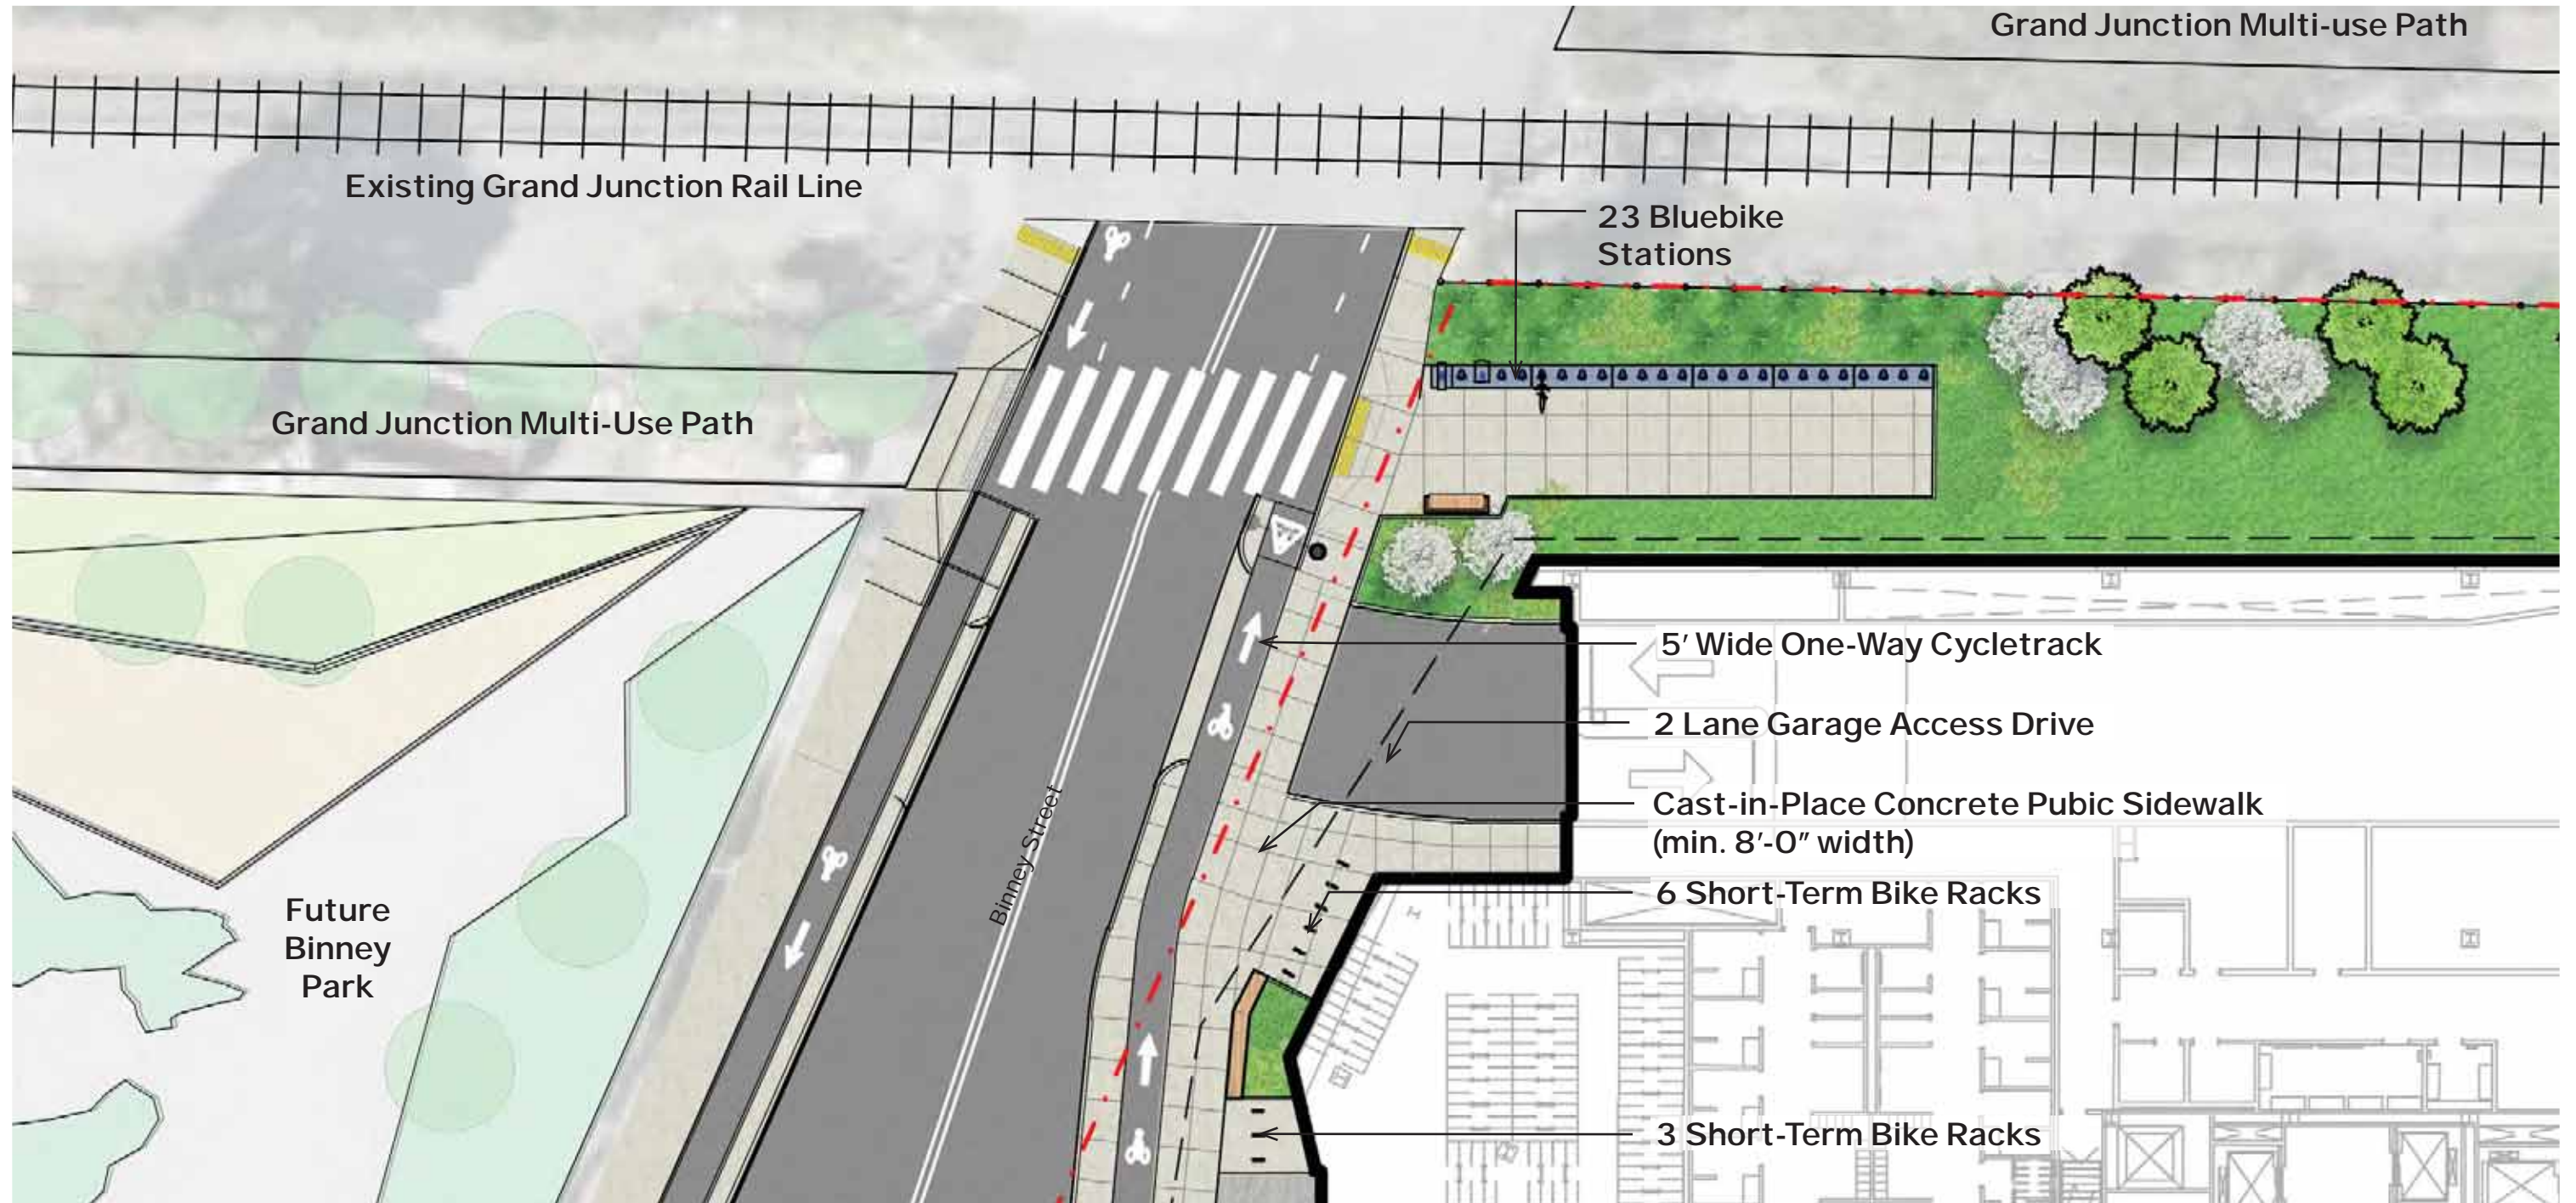 Grand Junction Multi-use Path
Existing Grand Junction Rail Line
23 Bluebike
Stations
Grand Junction Multi-Use Path
5' Wide One-Way Cycletrack
2 Lane Garage Access Drive
Cast-in-Place Concrete Pubic Sidewalk
(min. 8'-0" width)
Binney Street
6 Short-Term Bike Racks
Future
Binney
Park
3 Short-Term Bike Racks